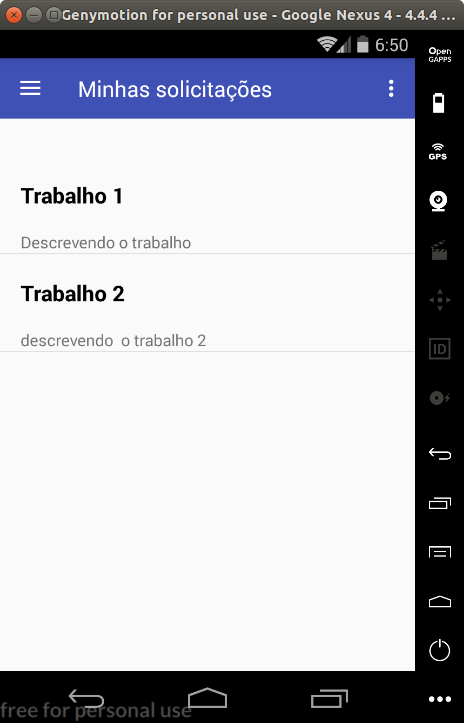 Genymotion for personal use - Google Nexus 4 - 4.4.4 ...
6:50
Open
GAPPS
Minhas solicitações
GPS
Trabalho 1
Descrevendo o trabalho
Trabalho 2
descrevendo  o trabalho 2
ID
free for personal use